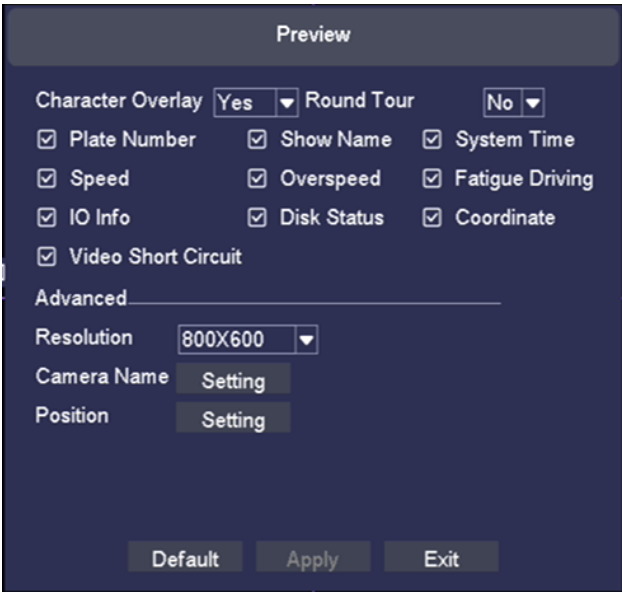 Preview
Character Overlay Yes Round Tour No
Plate Number Show Name System Time
Speed Overspeed Fatigue Driving
IO Info Disk Status Coordinate
Video Short Circuit
Advanced
Resolution 800X600
Camera Name Setting
Position Setting
Default Apply Exit